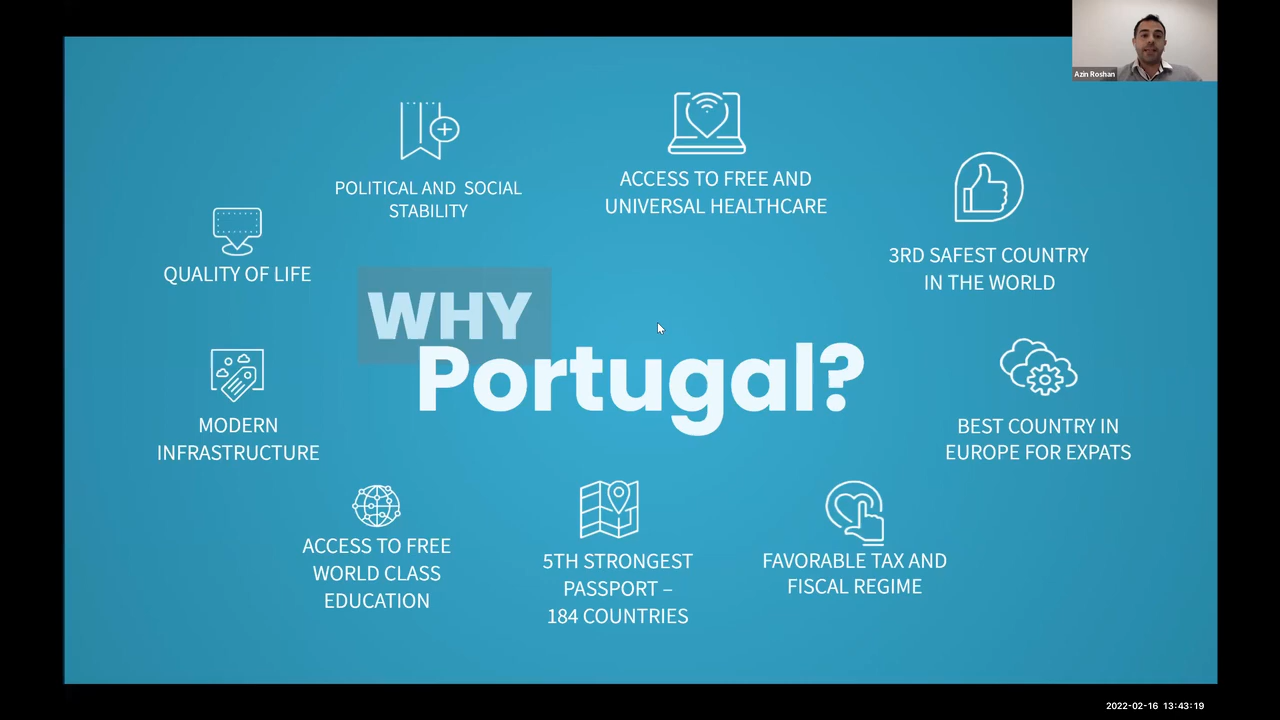 Azin Roshan
POLITICAL AND SOCIAL
STABILITY
ACCESS TO FREE AND
UNIVERSAL HEALTHCARE
3RD SAFEST COUNTRY
IN THE WORLD
QUALITY OF LIFE
WHY
Portugal?
MODERN
INFRASTRUCTURE
BEST COUNTRY IN
EUROPE FOR EXPATS
ACCESS TO FREE
WORLD CLASS
EDUCATION
5TH STRONGEST
PASSPORT –
184 COUNTRIES
FAVORABLE TAX AND
FISCAL REGIME
2022-02-16 13:43:19